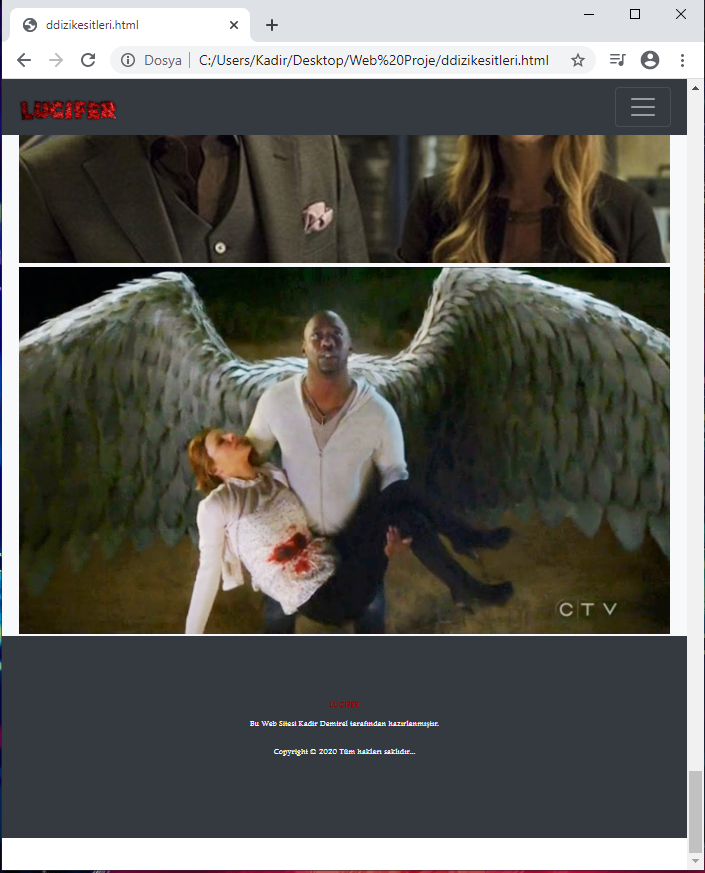 ddizikesitleri.html
Dosya | C:/Users/Kadir/Desktop/Web%20Proje/ddizikesitleri.html
LUCIFER
CTV
LUCIFER
Bu Web Sitesi Kadir Demirel tarafından hazırlanmıştır.
Copyright © 2020 Tüm hakları saklıdır...